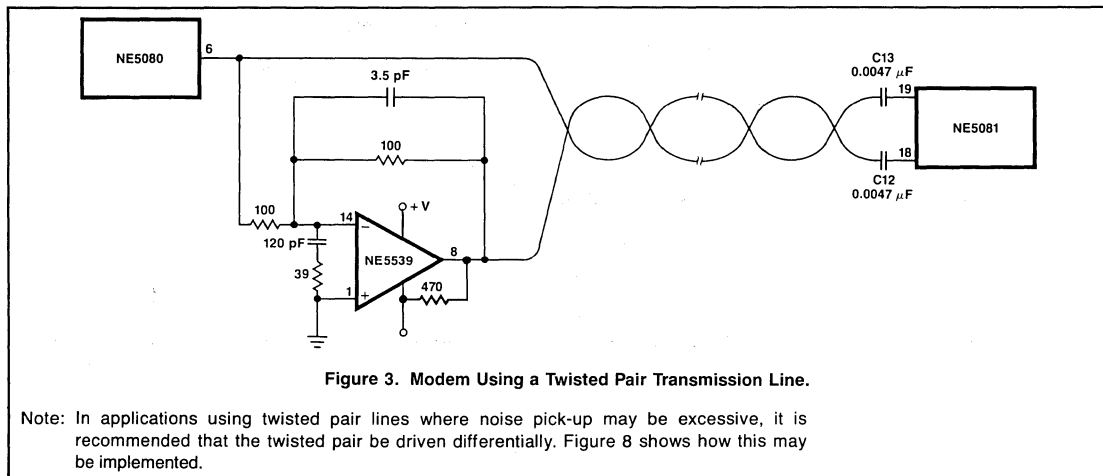 NE5080
6
3.5 pF
100
100
14
120 pF
39
1
+ V
−
NE5539
+
8
470
C13
0.0047 μF
19
NE5081
18
C12
0.0047 μF
Figure 3. Modem Using a Twisted Pair Transmission Line.
Note: In applications using twisted pair lines where noise pick-up may be excessive, it is
recommended that the twisted pair be driven differentially. Figure 8 shows how this may
be implemented.